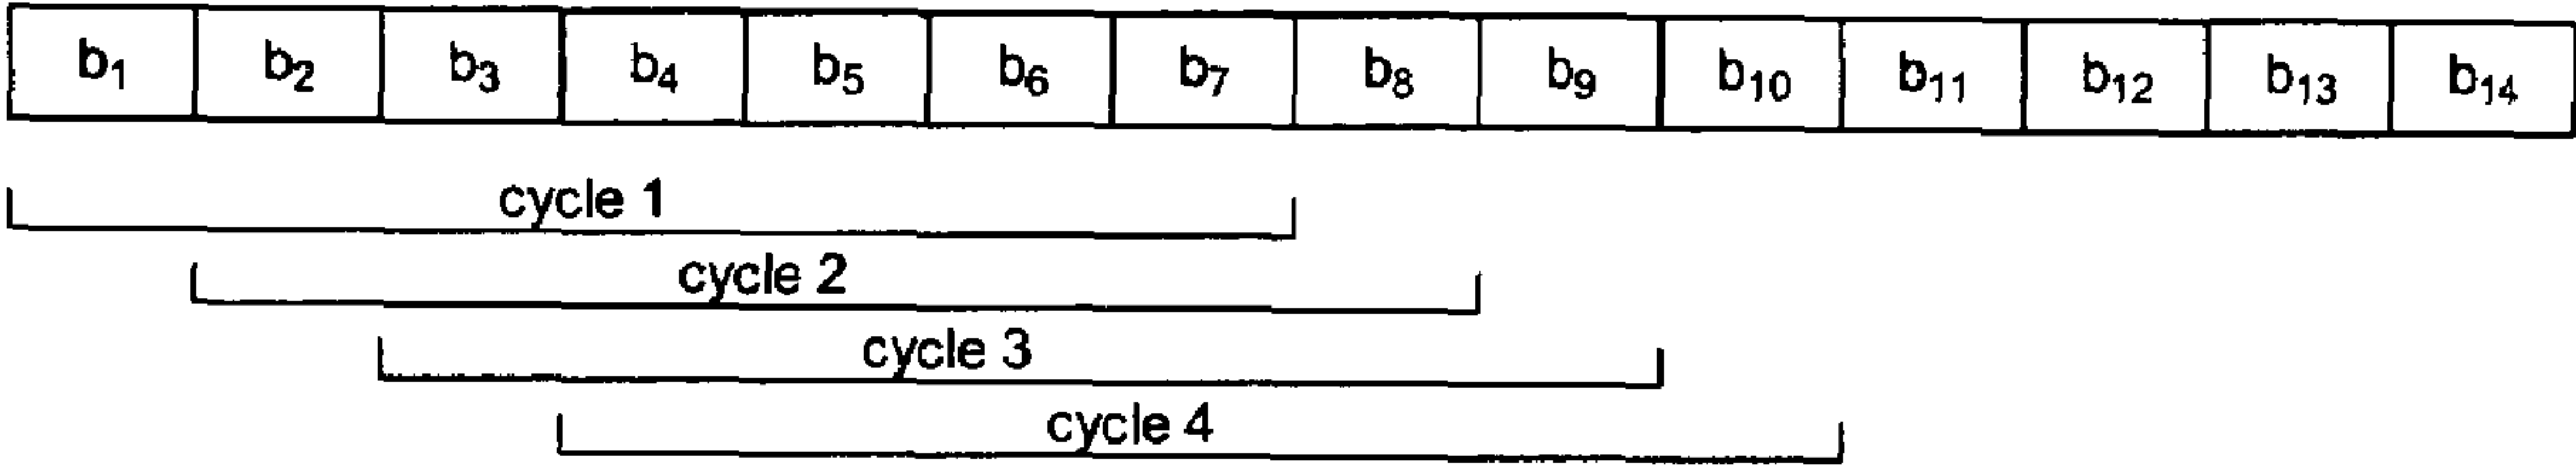 b₁ b₂ b₃ b₄ b₅ b₆ b₇ b₈ b₉ b₁₀ b₁₁ b₁₂ b₁₃ b₁₄
cycle 1
cycle 2
cycle 3
cycle 4